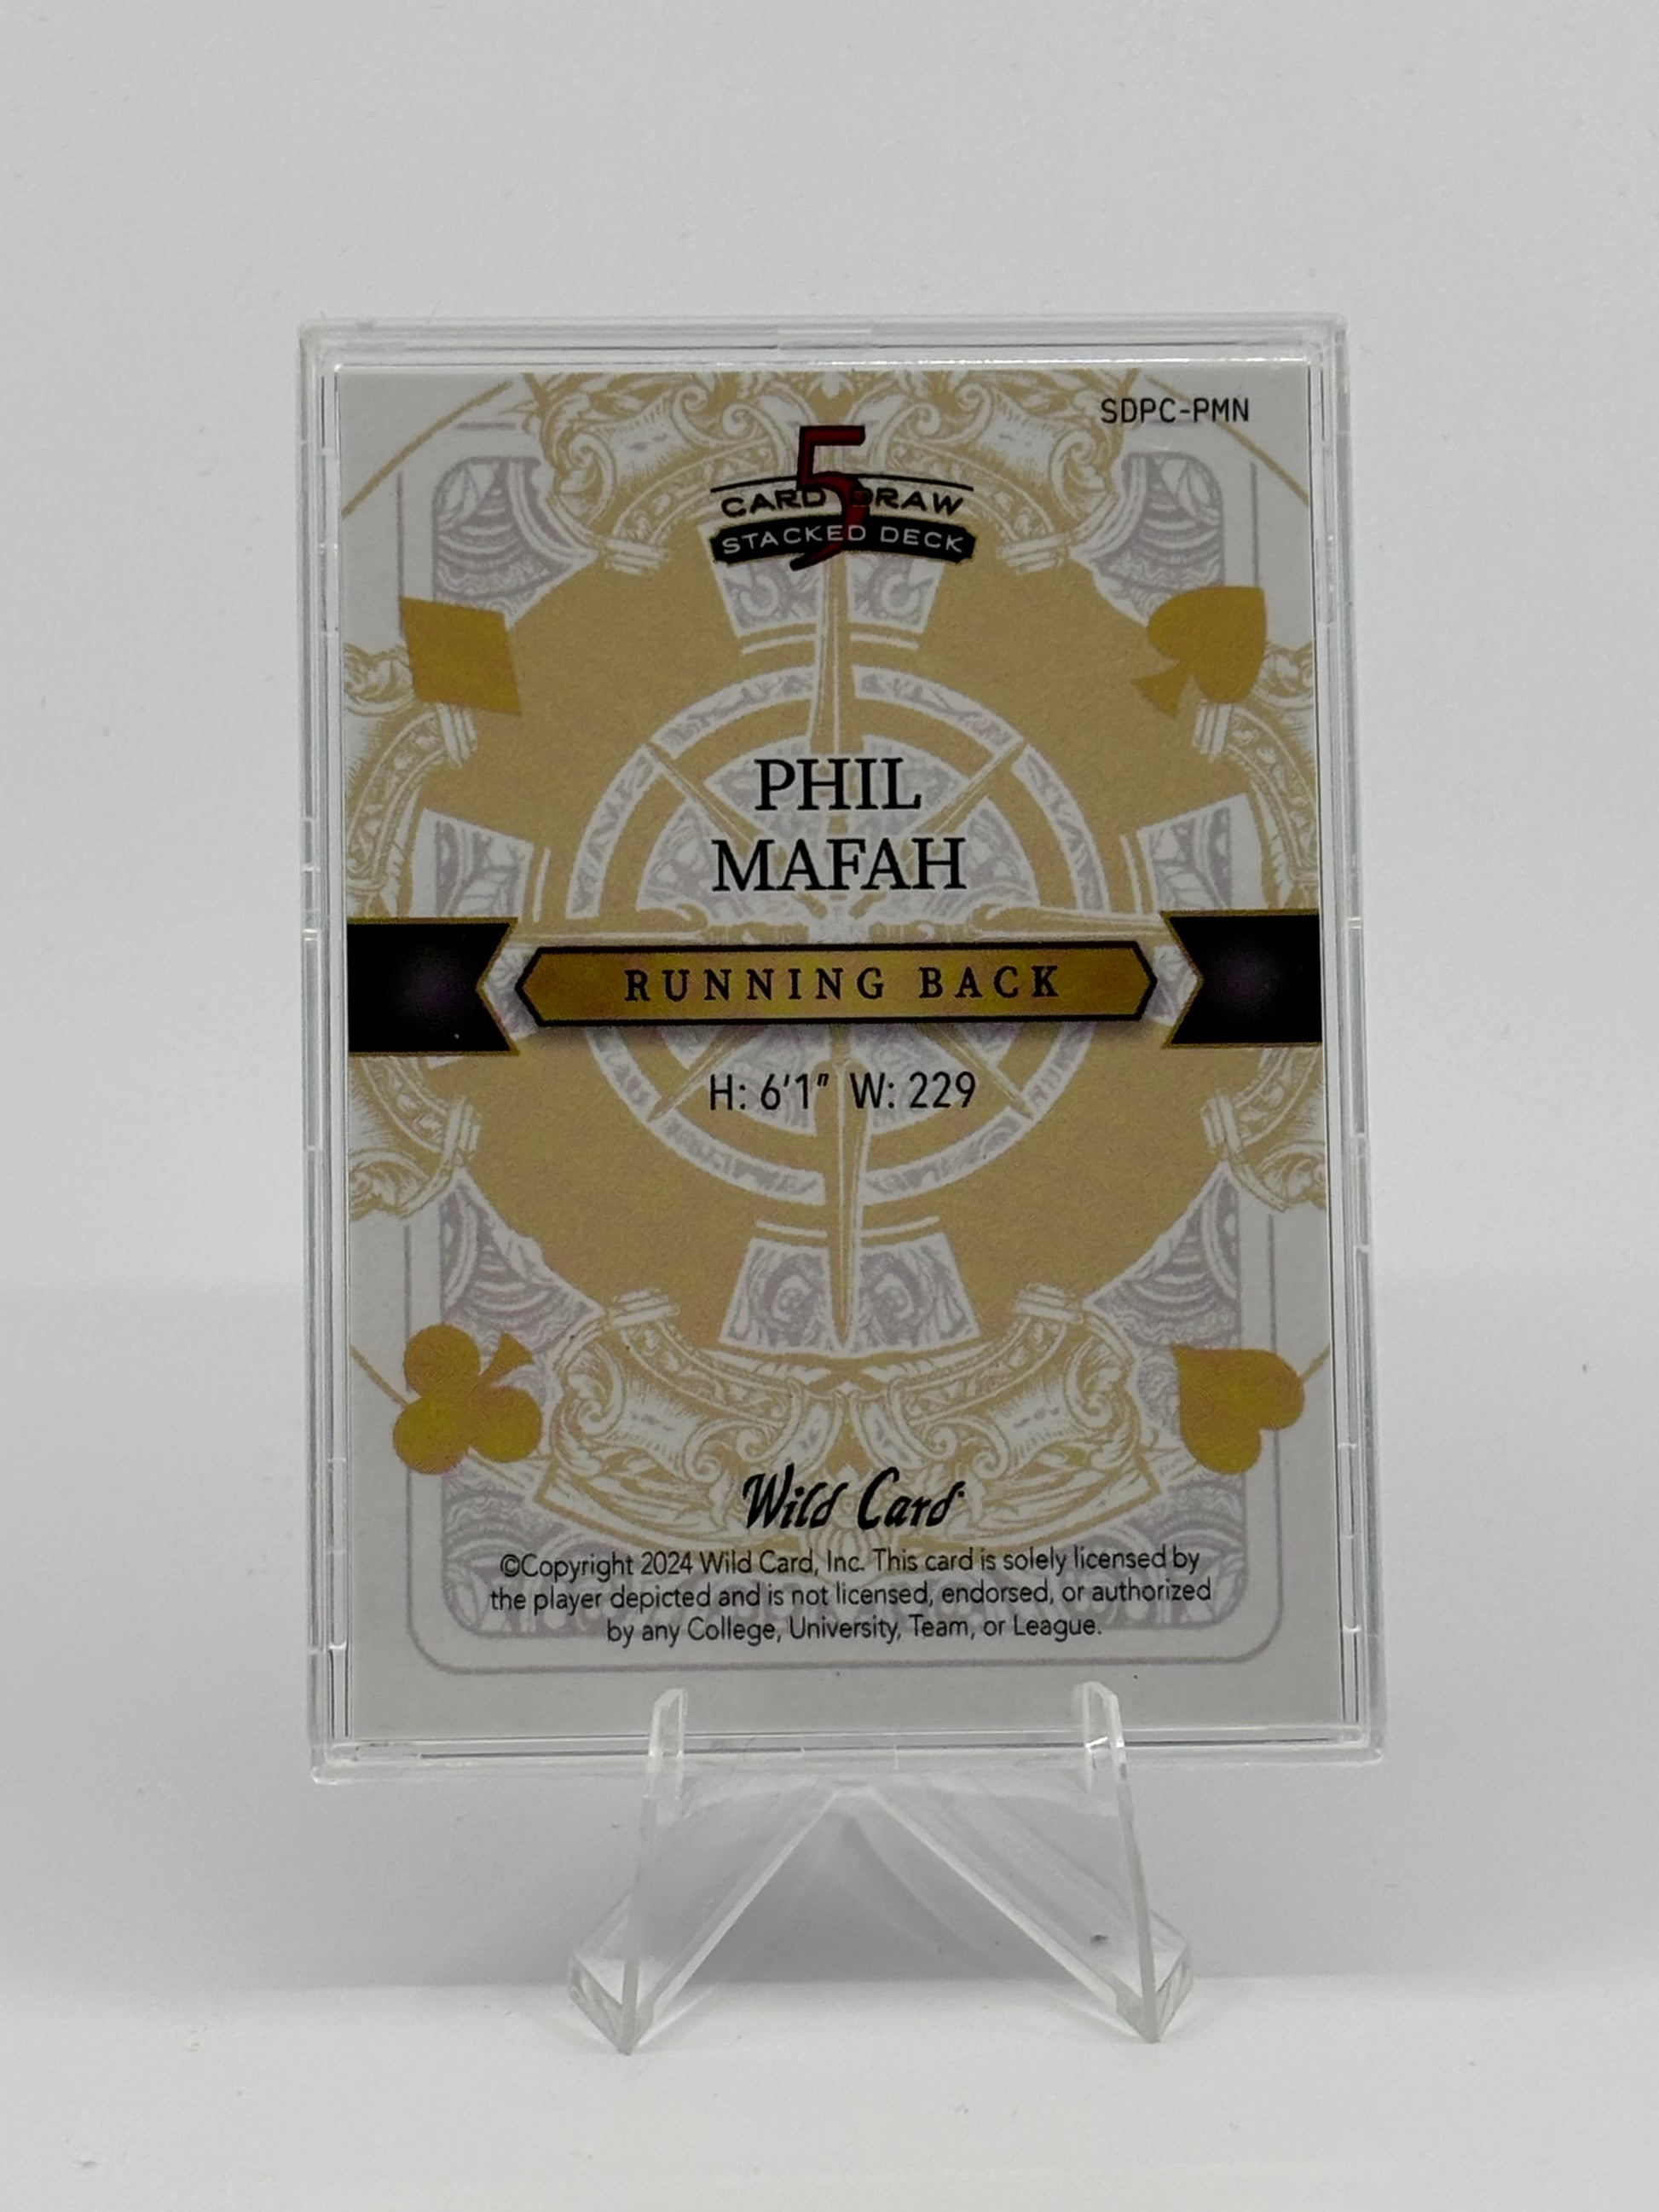 SDPC-PMN
5
CARD DRAW
STACKED DECK
PHIL
MAFAH
RUNNING BACK
H: 6'1" W: 229
Wild Card
©Copyright 2024 Wild Card, Inc. This card is solely licensed by
the player depicted and is not licensed, endorsed, or authorized
by any College, University, Team, or League.